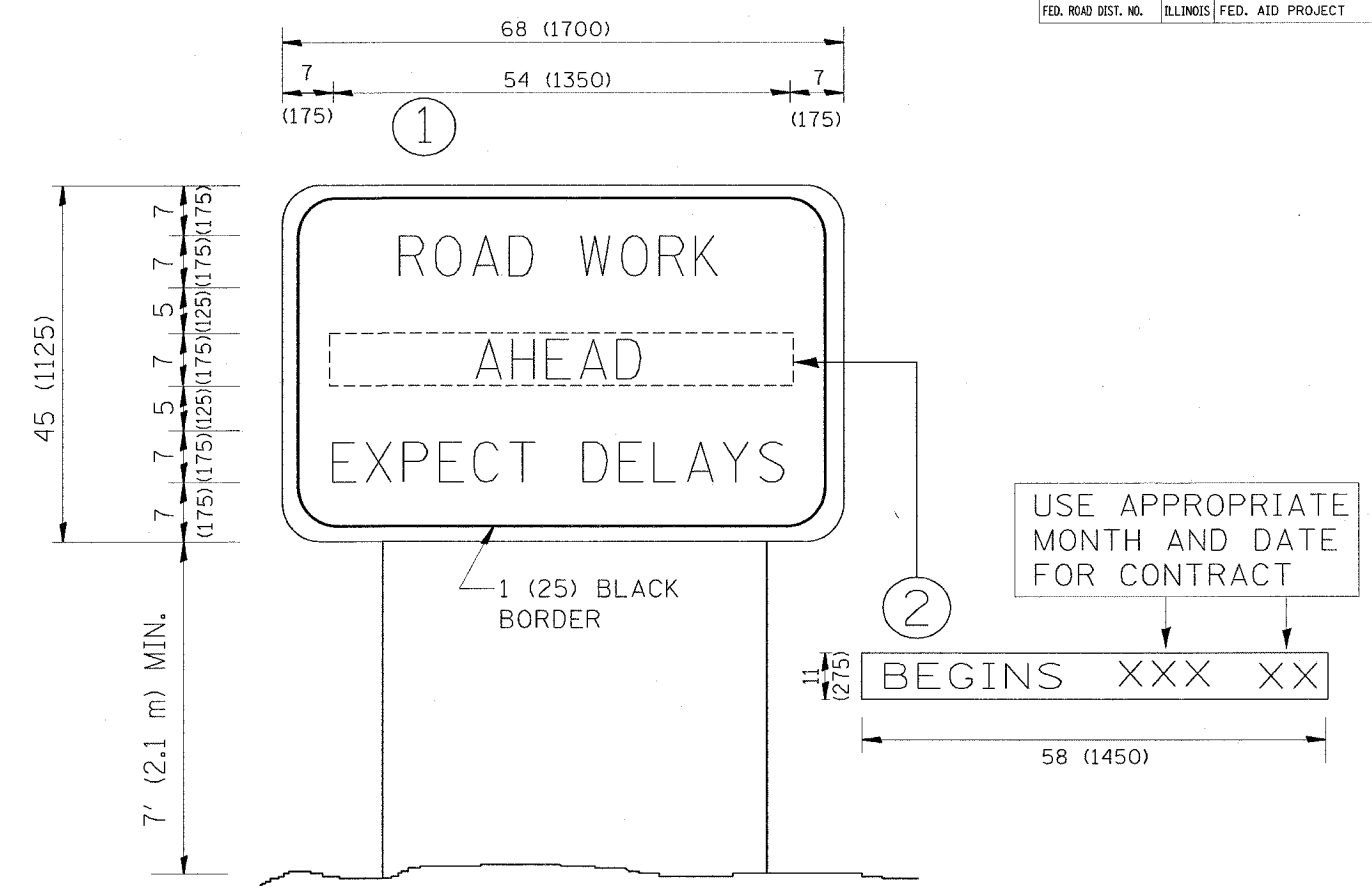 FED. ROAD DIST. NO. ILLINOIS FED. AID PROJECT
68 (1700)
7 54 (1350) 7
(175) (175)
1
45 (1125)
7 (175)
7 (175)
5 (125)
7 (175)
5 (125)
7 (175)
7 (175)
7' (2.1 m) MIN.
ROAD WORK
AHEAD
EXPECT DELAYS
1 (25) BLACK
BORDER
2
USE APPROPRIATE
MONTH AND DATE
FOR CONTRACT
11
(275)
BEGINS XXX XX
58 (1450)